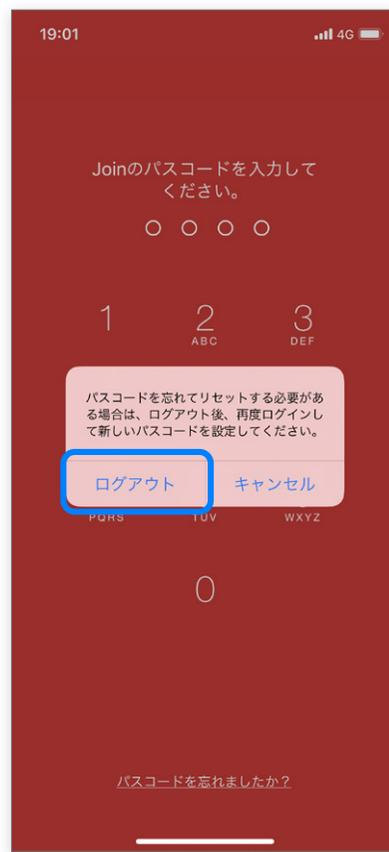 19:01 4G
Joinのパスコードを入力して
ください。
1 2 3
ABC DEF
パスコードを忘れてリセットする必要があ
る場合は、ログアウト後、再度ログインし
て新しいパスコードを設定してください。
ログアウト キャンセル
PQRS TUV WXYZ
0
パスコードを忘れましたか？